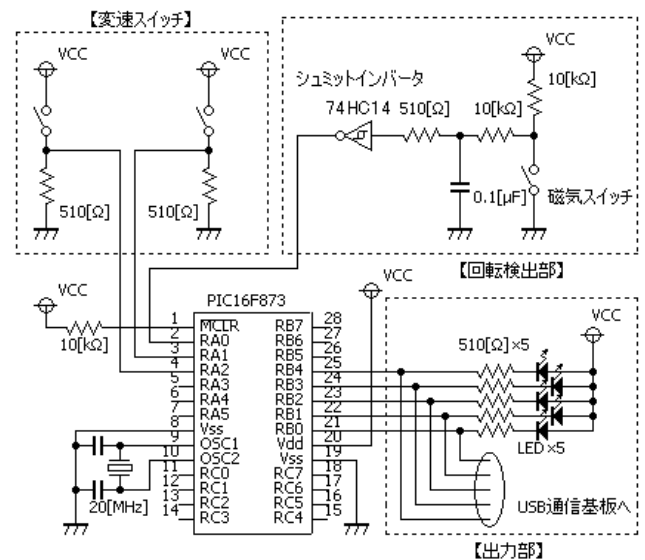 【変速スイッチ】
VCC
VCC
510[Ω]
510[Ω]
VCC
シュミットインバータ
74HC14
510[Ω]
10[kΩ]
10[kΩ]
0.1[μF]
磁気スイッチ
【回転検出部】
VCC
10[kΩ]
PIC16F873
1 MCLR
2 RA0
3 RA1
4 RA2
5 RA3
6 RA4
7 RA5
8 Vss
9 OSC1
10 OSC2
11 RC0
12 RC1
13 RC2
14 RC3
RB7 28
RB6 27
RB5 26
RB4 25
RB3 24
RB2 23
RB1 22
RB0 21
Vdd 20
Vss 19
RC7 18
RC6 17
RC5 16
RC4 15
20[MHz]
VCC
VCC
510[Ω]×5
LED×5
USB通信基板へ
【出力部】